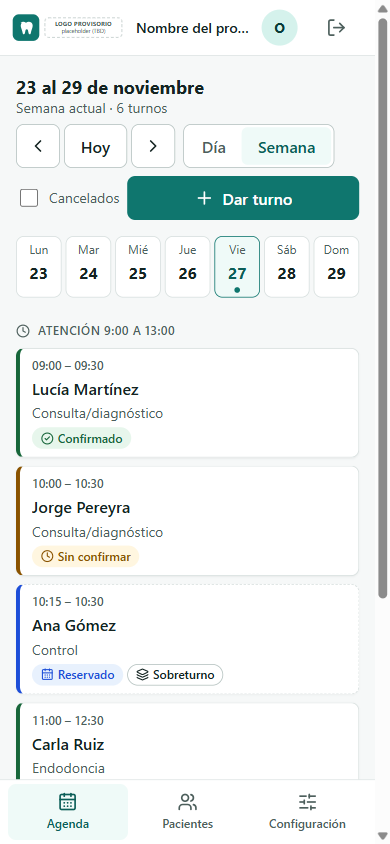 LOGO PROVISORIO
placeholder (TBD)
Nombre del pro...
O
23 al 29 de noviembre
Semana actual · 6 turnos
Hoy
Día
Semana
Cancelados
Dar turno
Lun
Mar
Mié
Jue
Vie
Sáb
Dom
23
24
25
26
27
28
29
ATENCIÓN 9:00 A 13:00
09:00 – 09:30
Lucía Martínez
Consulta/diagnóstico
Confirmado
10:00 – 10:30
Jorge Pereyra
Consulta/diagnóstico
Sin confirmar
10:15 – 10:30
Ana Gómez
Control
Reservado
Sobreturno
11:00 – 12:30
Carla Ruiz
Endodoncia
Agenda
Pacientes
Configuración